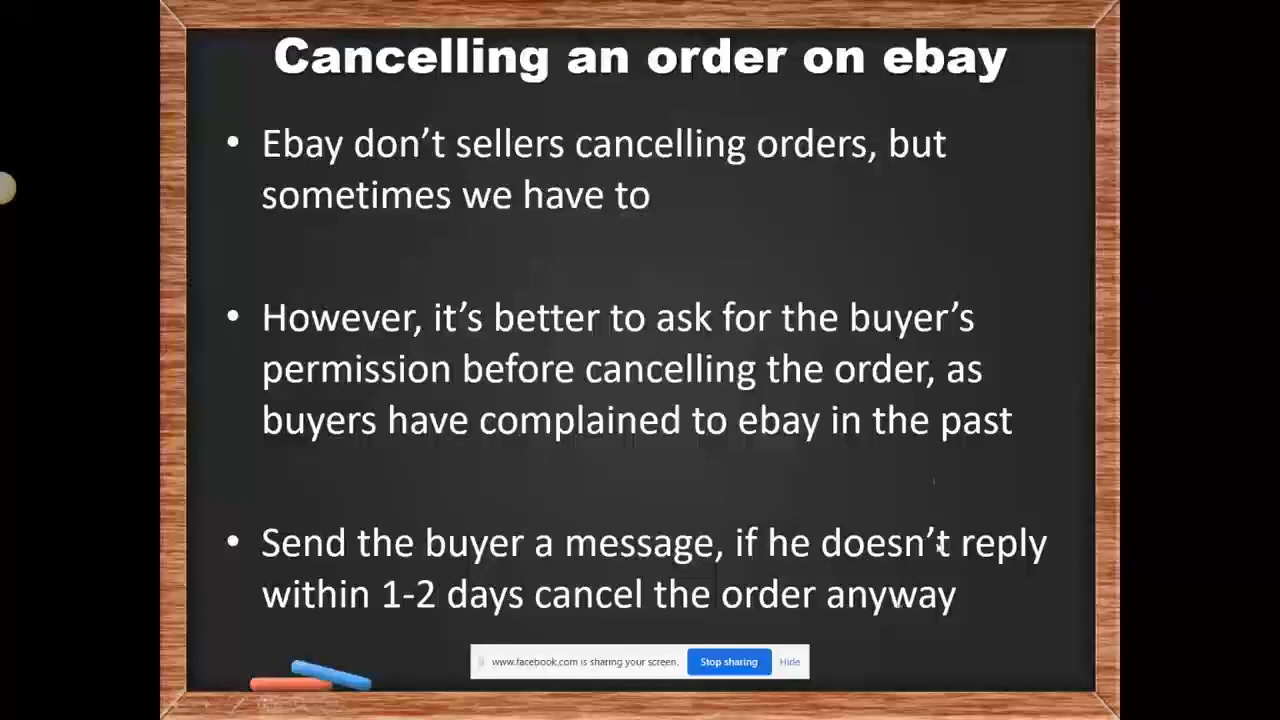 Cancelling an order on ebay
• Ebay don’t sellers cancelling orders, but
sometimes we have to
• However, it’s better to ask for the buyer’s
permission before cancelling the order, as
buyers have complained to ebay in the past
• Send the buyer a message, if he doesn’t reply
within 1-2 days cancel the order anyway
www.facebook.com is sharing your screen. Stop sharing Hide